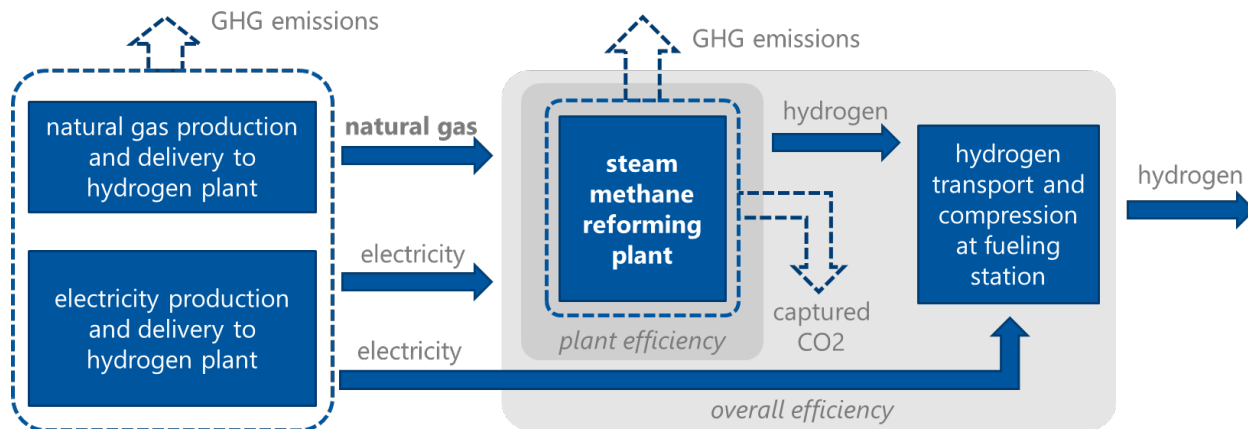 GHG emissions
GHG emissions
natural gas production
and delivery to
hydrogen plant
natural gas
steam
methane
reforming
plant
hydrogen
hydrogen
transport and
compression
at fueling
station
hydrogen
electricity production
and delivery to
hydrogen plant
electricity
electricity
captured
CO2
plant efficiency
overall efficiency